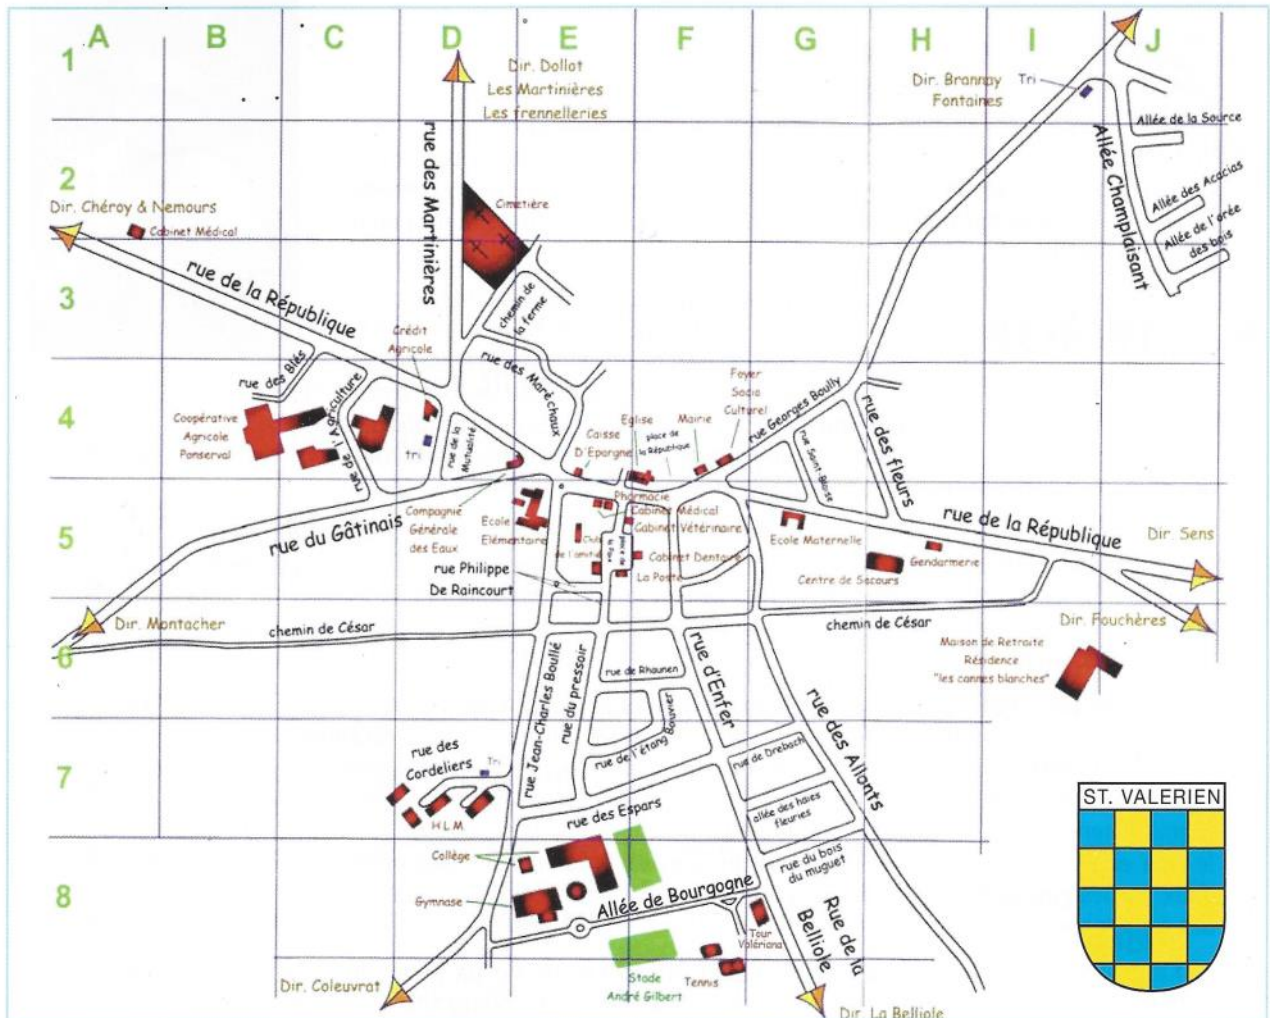 A B C D E F G H I J
1
2
3
4
5
6
7
8
Dir. Dollot
Les Martinières
Les frennelleries
Dir. Brannay
Fontaines
Tri
Allée de la Source
Allée Champlaisant
Allée des Acacias
Allée de l'orée
des bois
rue des Martinières
Cimetière
Dir. Chéroy & Nemours
Cabinet Médical
rue de la République
chemin de
la ferme
Crédit
Agricole
rue des Maréchaux
rue des Blés
rue de l'Agriculture
Coopérative
Agricole
Ponserval
Tri
rue de la
Mutualité
Caisse
D'Epargne
Eglise
place de
la République
Mairie
Foyer
Socio
Culturel
rue Georges Boully
rue Saint-Blaise
rue des fleurs
rue de la République
Dir. Sens
rue du Gâtinais
Compagnie
Générale
des Eaux
Ecole
Elémentaire
Pharmacie
Cabinet Médical
Cabinet Vétérinaire
Club
de l'amitié
Cabinet Dentaire
La Poste
Ecole Maternelle
Gendarmerie
Centre de Secours
rue Philippe
De Raincourt
Dir. Montacher
chemin de César
chemin de César
Dir. Fouchères
Maison de Retraite
Résidence
"les cannes blanches"
rue Jean-Charles Boullé
rue du pressoir
rue de Rhaunen
rue d'Enfer
rue de l'étang Bouvier
rue des Allonts
rue des
Cordeliers
Tri
H.L.M.
rue de Drebach
allée des haies
fleuries
rue des Espars
rue du bois
du muguet
Collège
Gymnase
Allée de Bourgogne
Tour
Valériane
Rue de la
Belliole
Stade
André Gilbert
Tennis
Dir. Coleuvrat
Dir. La Belliole
ST. VALERIEN